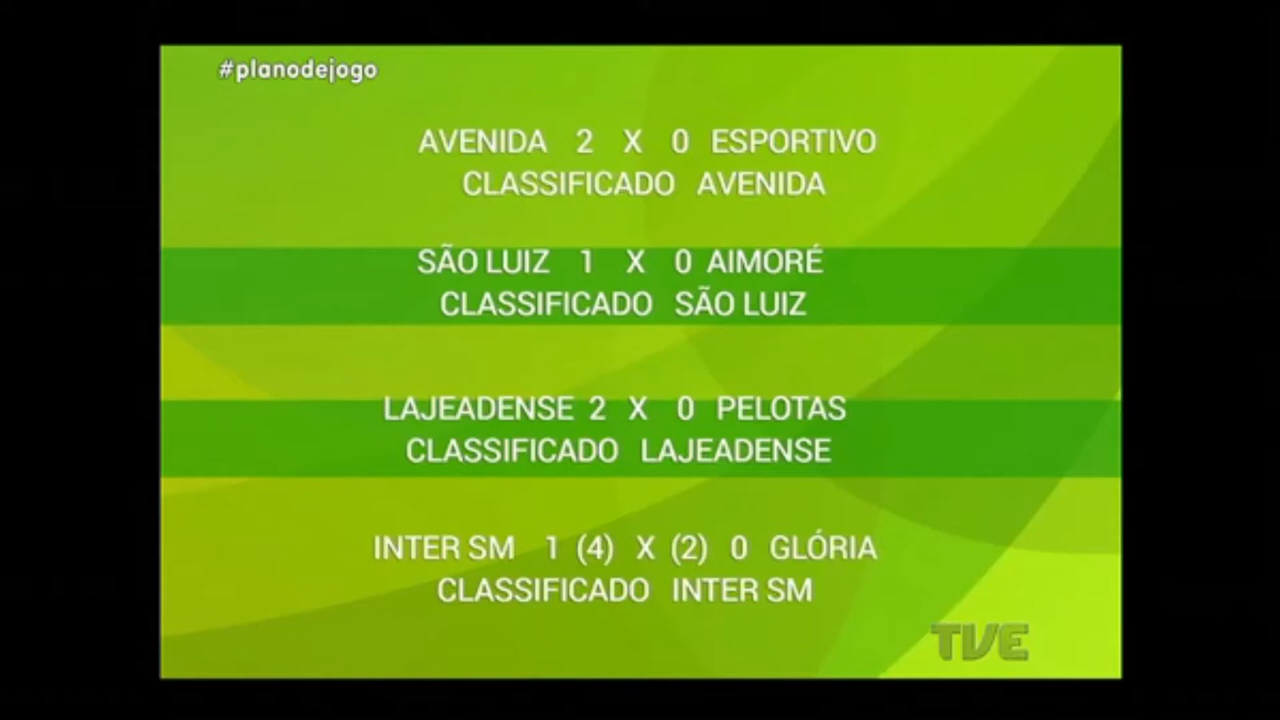 #planodejogo
AVENIDA 2 X 0 ESPORTIVO
CLASSIFICADO AVENIDA
SÃO LUIZ 1 X 0 AIMORÉ
CLASSIFICADO SÃO LUIZ
LAJEADENSE 2 X 0 PELOTAS
CLASSIFICADO LAJEADENSE
INTER SM 1 (4) X (2) 0 GLÓRIA
CLASSIFICADO INTER SM
TVE